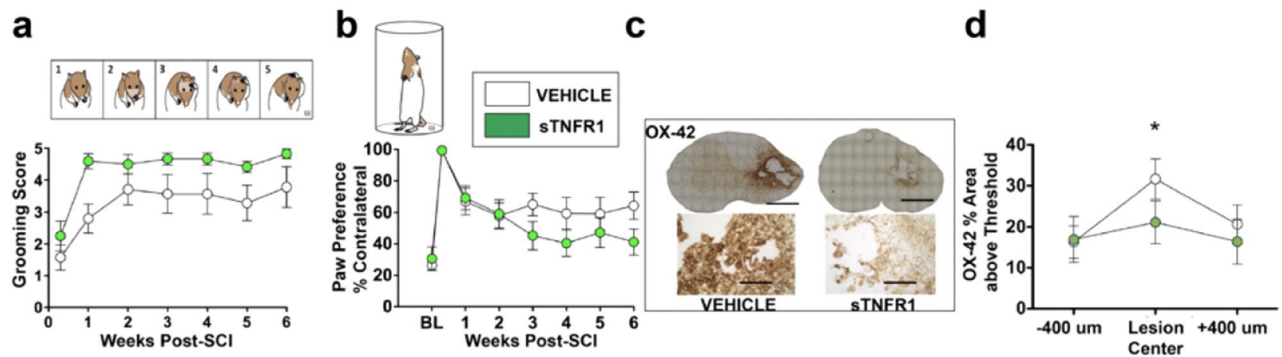 a
1 2 3 4 5
5
4
3
2
1
0
Grooming Score
0 1 2 3 4 5 6
Weeks Post-SCI
b
VEHICLE
sTNFR1
100
80
60
40
20
0
Paw Preference
% Contralateral
BL 1 2 3 4 5 6
Weeks Post-SCI
c
OX-42
VEHICLE sTNFR1
d
*
40
30
20
10
0
OX-42 % Area
above Threshold
-400 um Lesion +400 um
Center